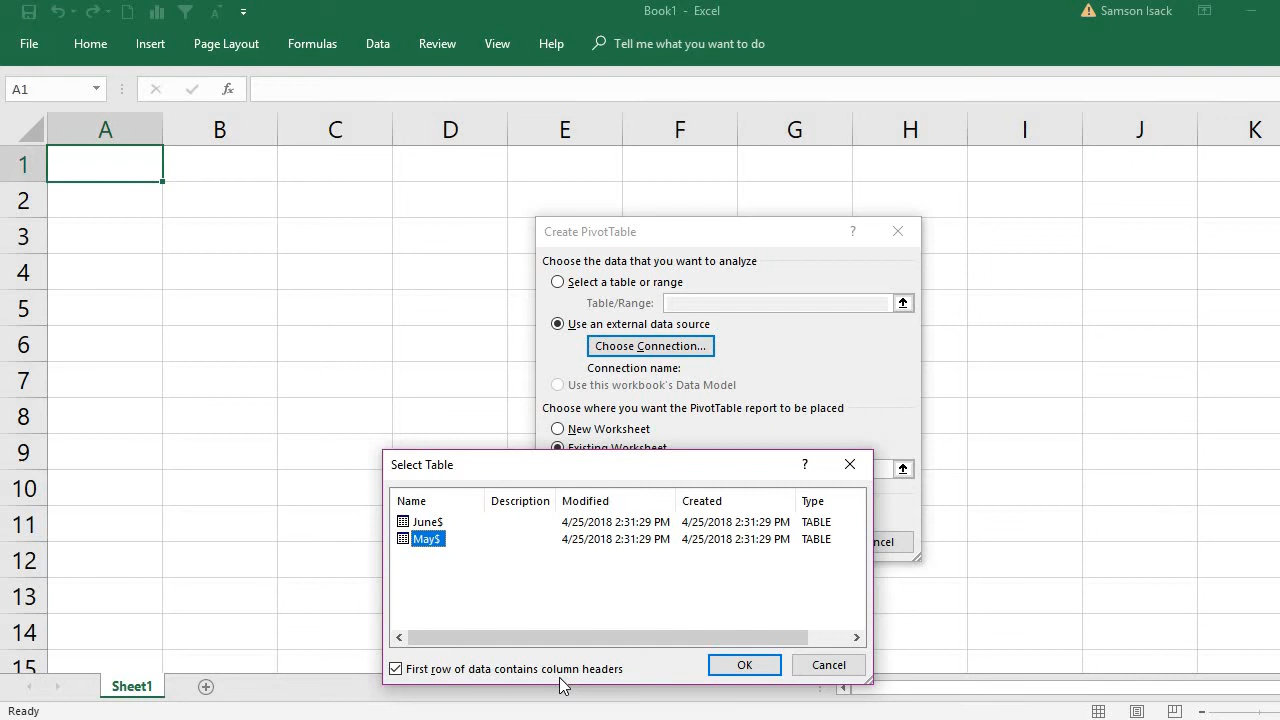 Book1 - Excel
Samson Isack
File Home Insert Page Layout Formulas Data Review View Help Tell me what you want to do
A1
fx
A B C D E F G H I J K
1
2
3
Create PivotTable ?
Choose the data that you want to analyze
4
Select a table or range
Table/Range:
5
Use an external data source
6
Choose Connection...
Connection name:
7
Use this workbook's Data Model
8
Choose where you want the PivotTable report to be placed
New Worksheet
9
Existing Worksheet
Select Table ?
10
Name Description Modified Created Type
11
June$ 4/25/2018 2:31:29 PM 4/25/2018 2:31:29 PM TABLE
May$ 4/25/2018 2:31:29 PM 4/25/2018 2:31:29 PM TABLE
ncel
12
13
14
15
First row of data contains column headers
OK Cancel
Sheet1
Ready